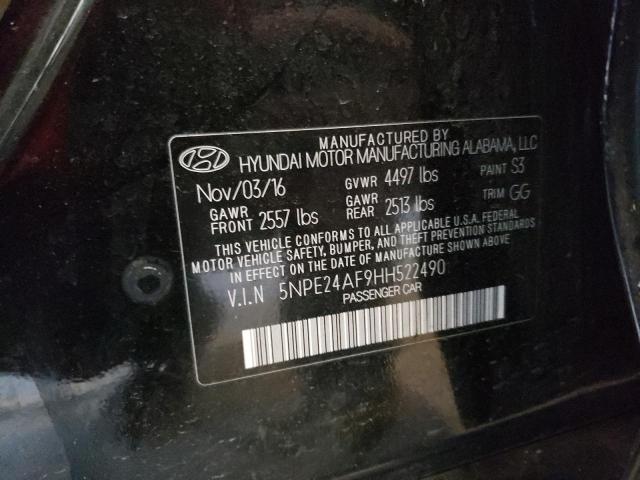 MANUFACTURED BY
HYUNDAI MOTOR MANUFACTURING ALABAMA, LLC
Nov/03/16 GVWR 4497 lbs PAINT S3
GAWR FRONT 2557 lbs GAWR REAR 2513 lbs TRIM GG
THIS VEHICLE CONFORMS TO ALL APPLICABLE U.S.A. FEDERAL
MOTOR VEHICLE SAFETY, BUMPER, AND THEFT PREVENTION STANDARDS
IN EFFECT ON THE DATE OF MANUFACTURE SHOWN ABOVE.
V.I.N 5NPE24AF9HH522490
PASSENGER CAR